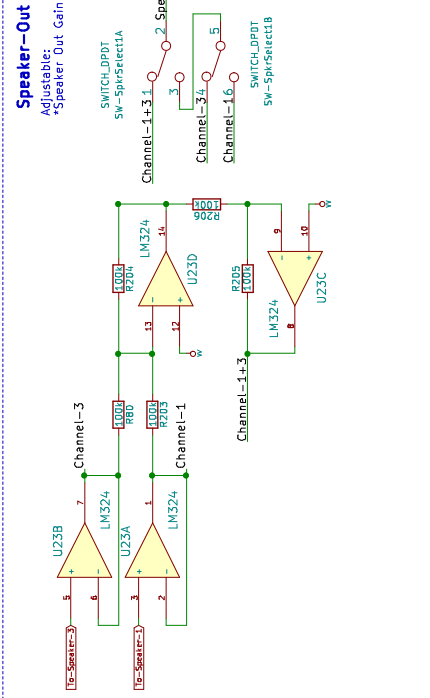 Speaker-Out
Adjustable:
*Speaker Out Gain
SWITCH_DPDT
SW-SpkrSelect1A
Spe
2
1
3
Channel-1+3
5
4
6
Channel-3
Channel-1
SWITCH_DPDT
SW-SpkrSelect1B
100k
R204
LM324
14
U23D
13
12
W
100k
R206
100k
R205
9
10
W
U23C
LM324
8
Channel-1+3
Channel-3
100k
R80
100k
R203
Channel-1
7
LM324
U23B
5
6
To-Speaker-3
1
LM324
U23A
3
2
To-Speaker-1